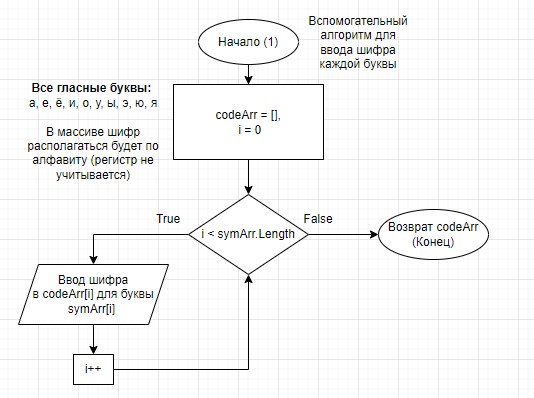 Начало (1)
Вспомогательный
алгоритм для
ввода шифра
каждой буквы
Все гласные буквы:
а, е, ё, и, о, у, ы, э, ю, я
В массиве шифр
располагаться будет по
алфавиту (регистр не
учитывается)
codeArr = [],
i = 0
True
False
i < symArr.Length
Возврат codeArr
(Конец)
Ввод шифра
в codeArr[i] для буквы
symArr[i]
i++